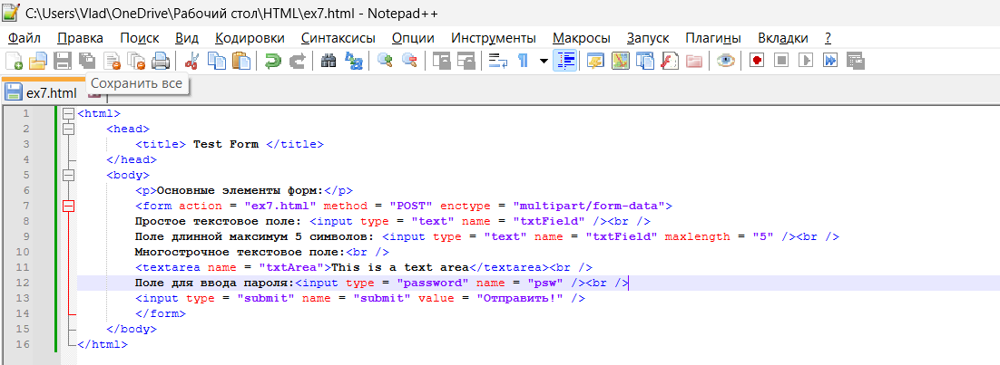 C:\Users\Vlad\OneDrive\Рабочий стол\HTML\ex7.html - Notepad++
Файл Правка Поиск Вид Кодировки Синтаксисы Опции Инструменты Макросы Запуск Плагины Вкладки ?
Сохранить все
ex7.html
1 <html>
2 <head>
3 <title> Test Form </title>
4 </head>
5 <body>
6 <p>Основные элементы форм:</p>
7 <form action = "ex7.html" method = "POST" enctype = "multipart/form-data">
8 Простое текстовое поле: <input type = "text" name = "txtField" /><br />
9 Поле длинной максимум 5 символов: <input type = "text" name = "txtField" maxlength = "5" /><br />
10 Многострочное текстовое поле:<br />
11 <textarea name = "txtArea">This is a text area</textarea><br />
12 Поле для ввода пароля:<input type = "password" name = "psw" /><br />
13 <input type = "submit" name = "submit" value = "Отправить!" />
14 </form>
15 </body>
16 </html>